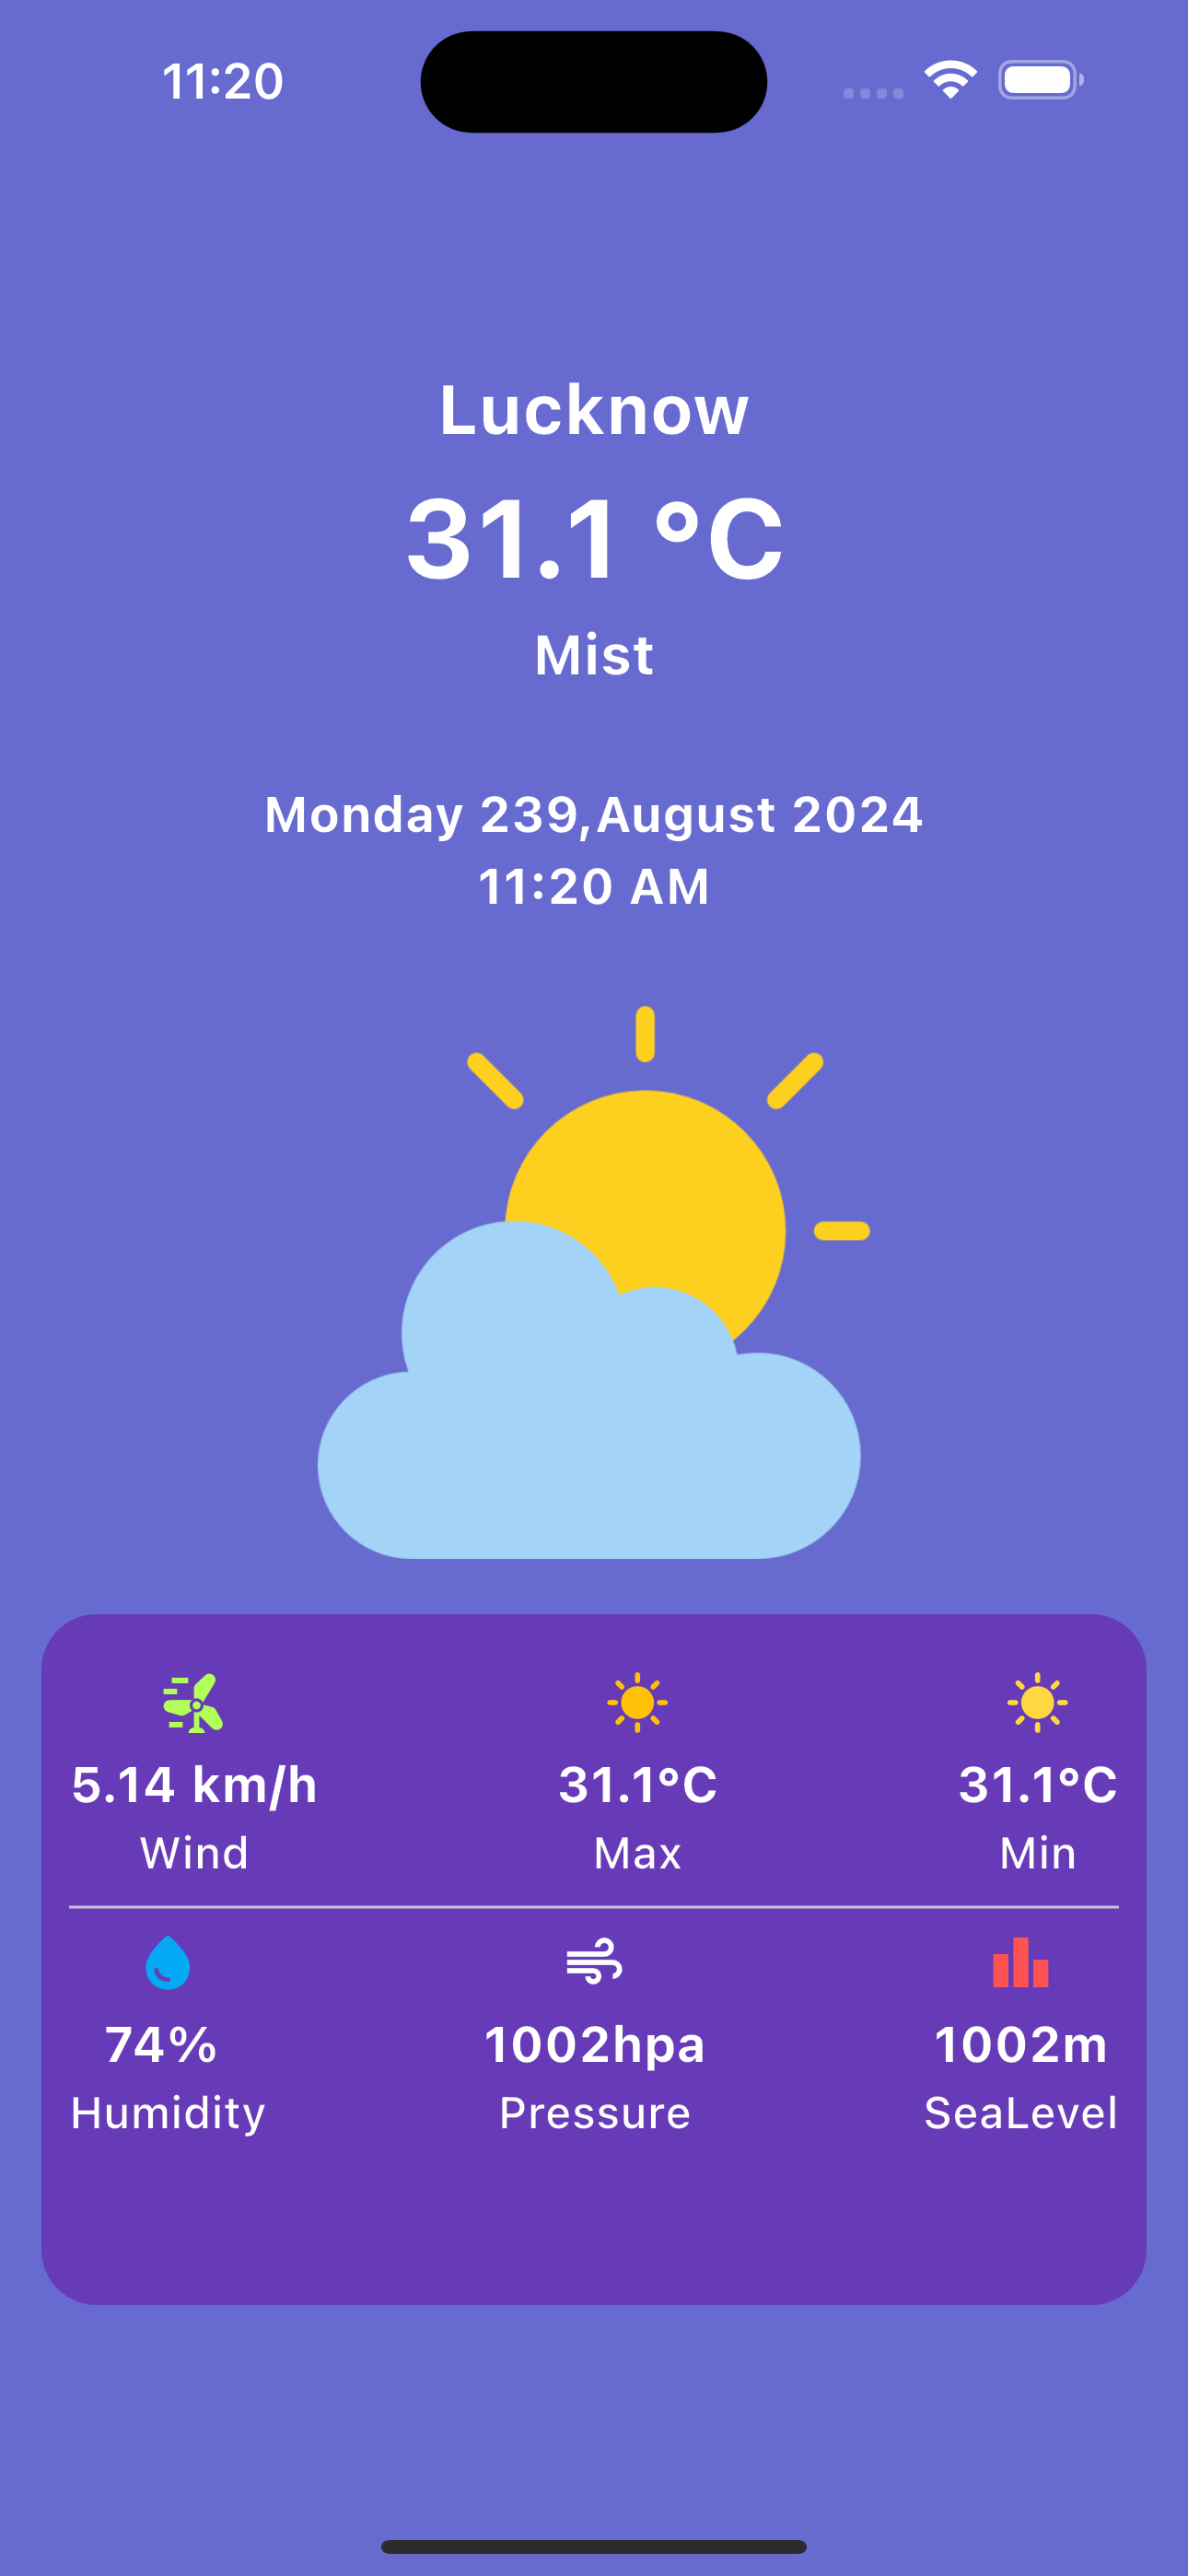 11:20
Lucknow
31.1 °C
Mist
Monday 239,August 2024
11:20 AM
5.14 km/h
31.1°C
31.1°C
Wind
Max
Min
74%
1002hpa
1002m
Humidity
Pressure
SeaLevel